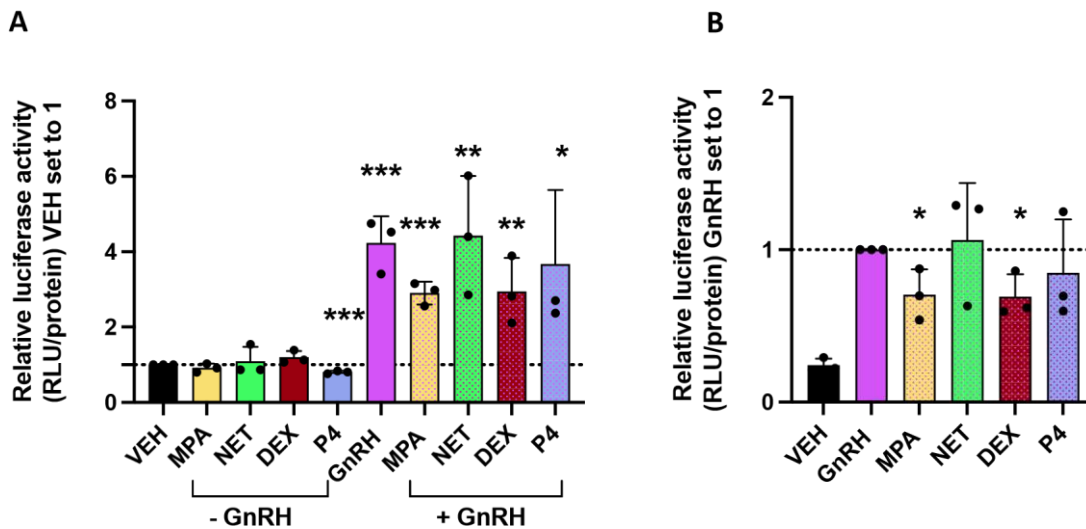 A
Relative luciferase activity
(RLU/protein) VEH set to 1
8
6
4
2
0
***
***
***
**
**
*
VEH
MPA
NET
DEX
P4
GnRH
MPA
NET
DEX
P4
- GnRH
+ GnRH
B
Relative luciferase activity
(RLU/protein) GnRH set to 1
2
1
0
*
*
VEH
GnRH
MPA
NET
DEX
P4